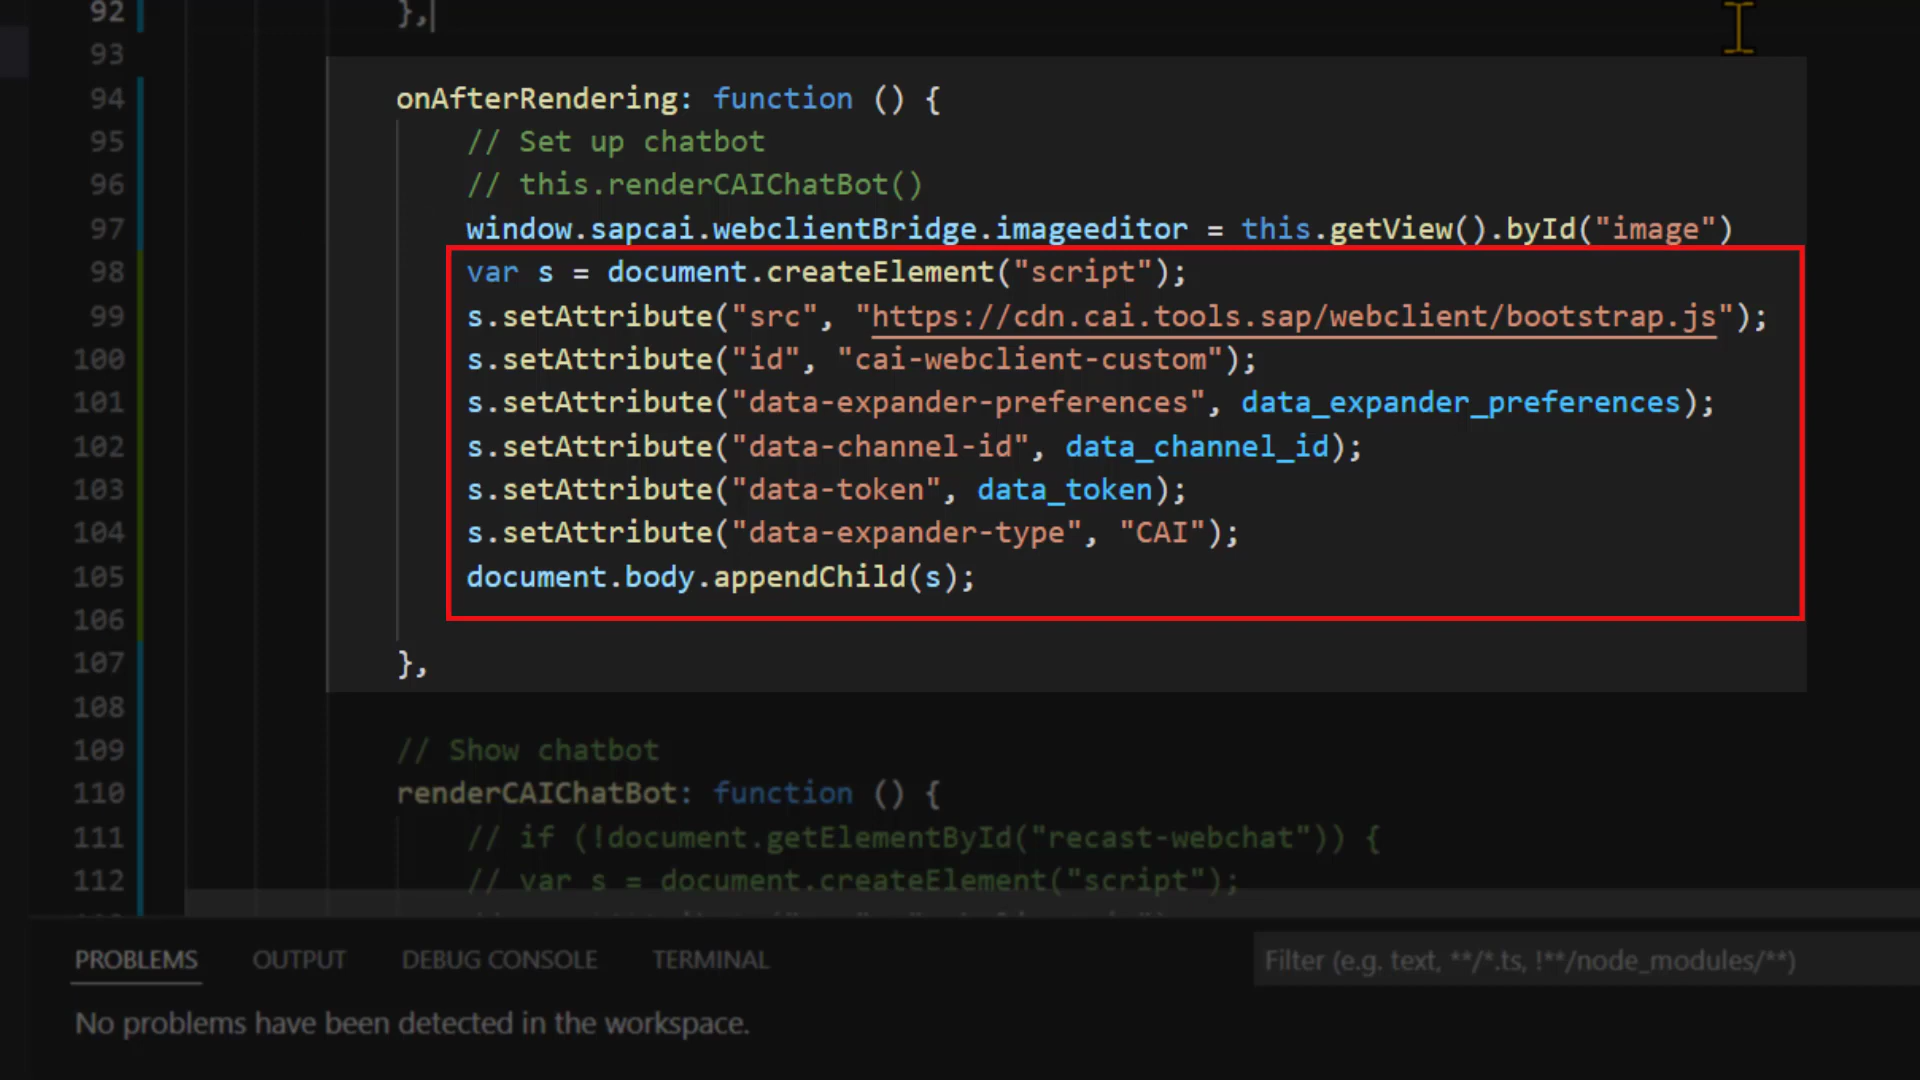 92 },
93
94 onAfterRendering: function () {
95 // Set up chatbot
96 // this.renderCAIChatBot()
97 window.sapcai.webclientBridge.imageeditor = this.getView().byId("image")
98 var s = document.createElement("script");
99 s.setAttribute("src", "https://cdn.cai.tools.sap/webclient/bootstrap.js");
100 s.setAttribute("id", "cai-webclient-custom");
101 s.setAttribute("data-expander-preferences", data_expander_preferences);
102 s.setAttribute("data-channel-id", data_channel_id);
103 s.setAttribute("data-token", data_token);
104 s.setAttribute("data-expander-type", "CAI");
105 document.body.appendChild(s);
106
107 },
108
109 // Show chatbot
110 renderCAIChatBot: function () {
111 // if (!document.getElementById("recast-webchat")) {
112 // var s = document.createElement("script");
PROBLEMS OUTPUT DEBUG CONSOLE TERMINAL Filter (e.g. text, **/*.ts, !**/node_modules/**)
No problems have been detected in the workspace.